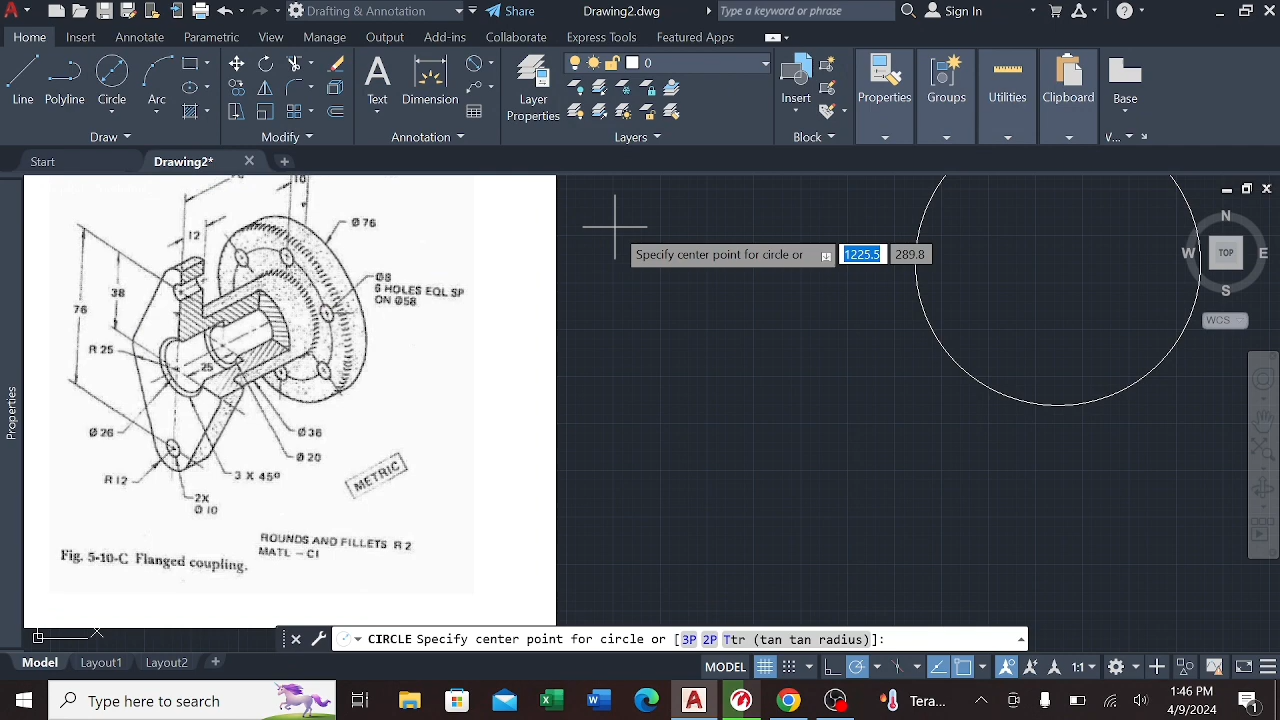 Drafting & Annotation
Share
Drawing2.dwg
Type a keyword or phrase
Sign In
Home Insert Annotate Parametric View Manage Output Add-ins Collaborate Express Tools Featured Apps
Line Polyline Circle Arc
Text Dimension
Layer
Properties
0
Insert
Properties
Groups
Utilities
Clipboard
Base
Draw Modify Annotation Layers Block V...
Start
Drawing2*
Properties
10
12
Ø 76
Ø8
6 HOLES EQL SP
ON Ø58
38
76
R 25
25
Ø 26
Ø 36
Ø 20
3 X 45º
R 12
2X
Ø 10
METRIC
ROUNDS AND FILLETS R 2
MATL - CI
Fig. 5-10-C Flanged coupling.
Specify center point for circle or 1225.5 289.8
N
W TOP E
S
WCS
X
CIRCLE Specify center point for circle or [3P 2P Ttr (tan tan radius)]:
Model Layout1 Layout2
MODEL
1:1
Type here to search
Tera...
1:46 PM
4/9/2024